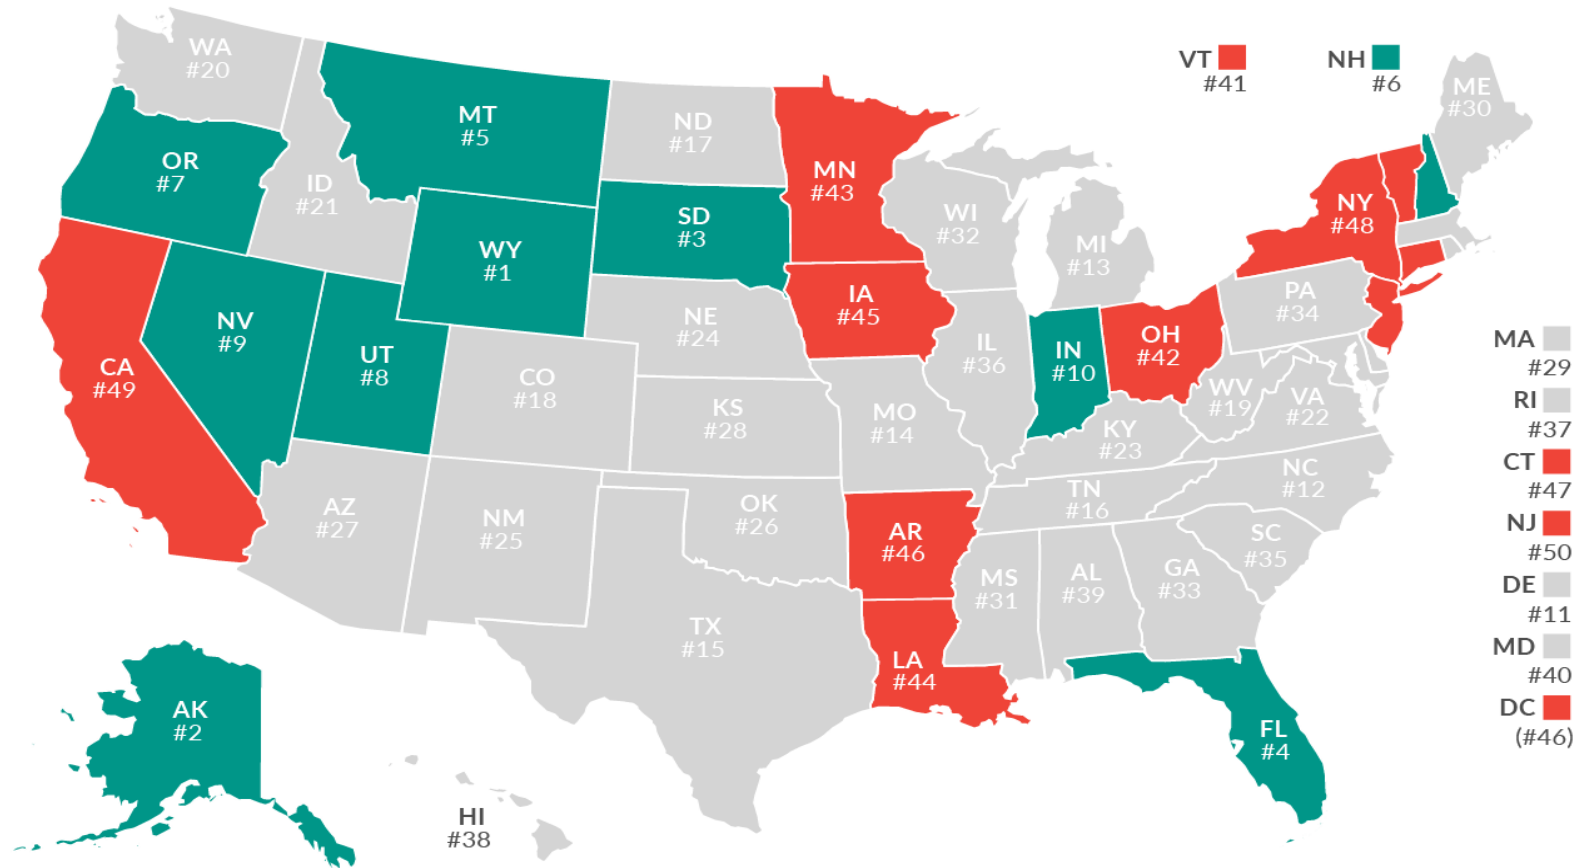 WA
#20
VT
#41
NH
#6
ME
#30
MT
#5
ND
#17
OR
#7
ID
#21
MN
#43
WI
#32
NY
#48
SD
#3
MI
#13
WY
#1
IA
#45
PA
#34
NV
#9
NE
#24
OH
#42
IL
#36
IN
#10
MA
#29
UT
#8
CA
#49
CO
#18
WV
#19
VA
#22
RI
#37
KS
#28
MO
#14
KY
#23
CT
#47
NC
#12
TN
#16
AZ
#27
NM
#25
OK
#26
AR
#46
SC
#35
NJ
#50
MS
#31
AL
#39
GA
#33
DE
#11
TX
#15
LA
#44
MD
#40
AK
#2
FL
#4
DC
(#46)
HI
#38